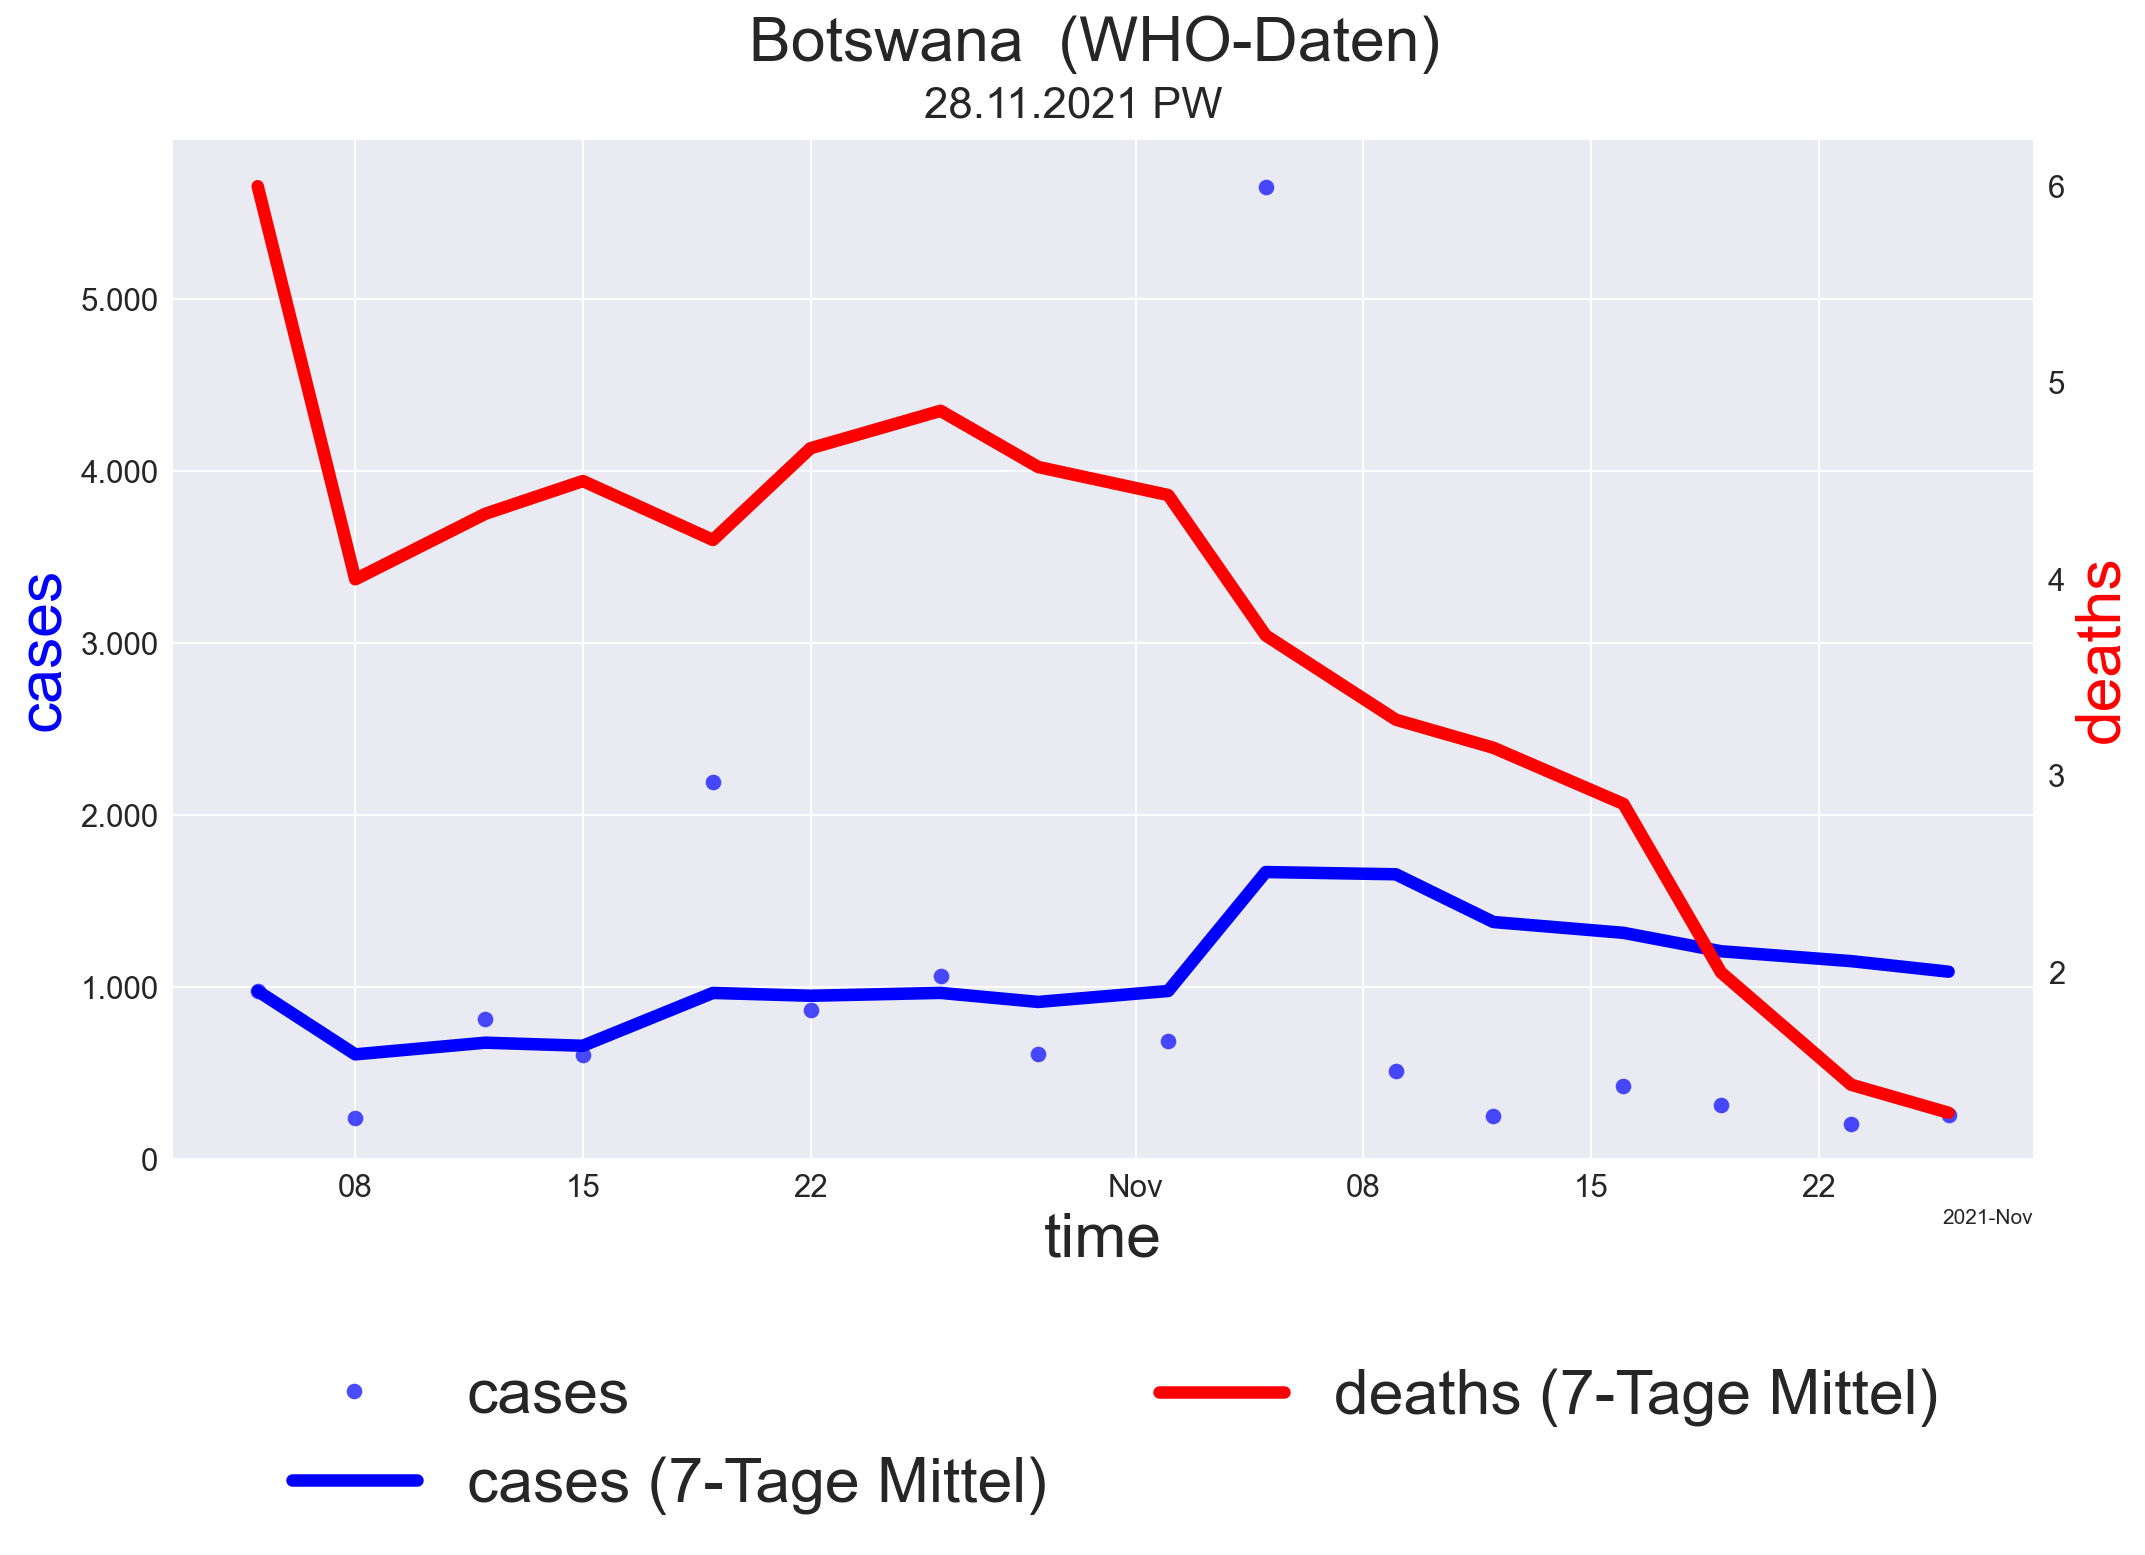 Botswana  (WHO-Daten)
28.11.2021 PW
cases
5.000
4.000
3.000
2.000
1.000
0
6
5
4
3
2
deaths
08 15 22 Nov 08 15 22
2021-Nov
time
cases
cases (7-Tage Mittel)
deaths (7-Tage Mittel)